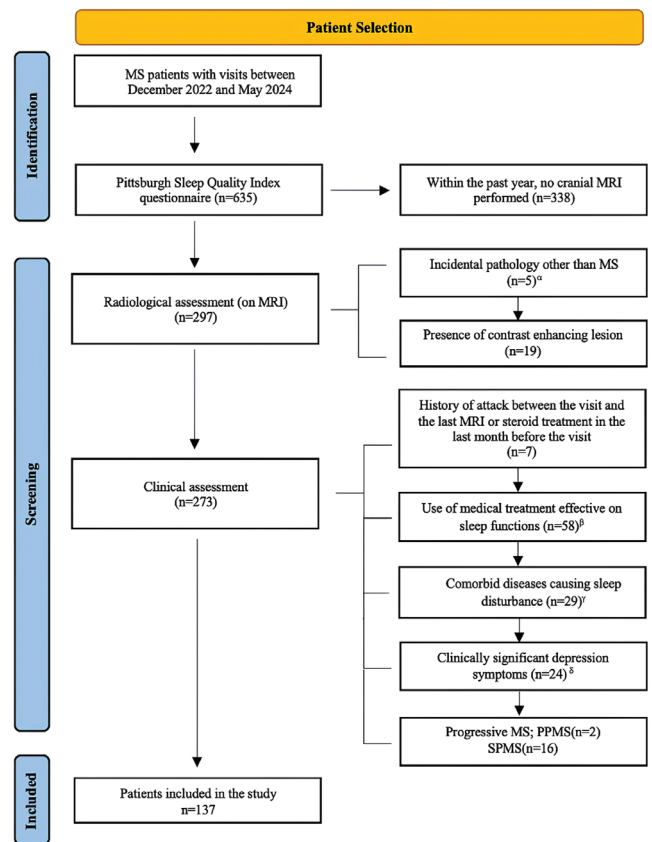 Patient Selection
Identification
MS patients with visits between
December 2022 and May 2024
Pittsburgh Sleep Quality Index
questionnaire (n=635)
Within the past year, no cranial MRI
performed (n=338)
Screening
Radiological assessment (on MRI)
(n=297)
Incidental pathology other than MS
(n=5)α
Presence of contrast enhancing lesion
(n=19)
Clinical assessment
(n=273)
History of attack between the visit and
the last MRI or steroid treatment in the
last month before the visit
(n=7)
Use of medical treatment effective on
sleep functions (n=58)β
Comorbid diseases causing sleep
disturbance (n=29)γ
Clinically significant depression
symptoms (n=24) δ
Progressive MS; PPMS(n=2)
SPMS(n=16)
Included
Patients included in the study
n=137